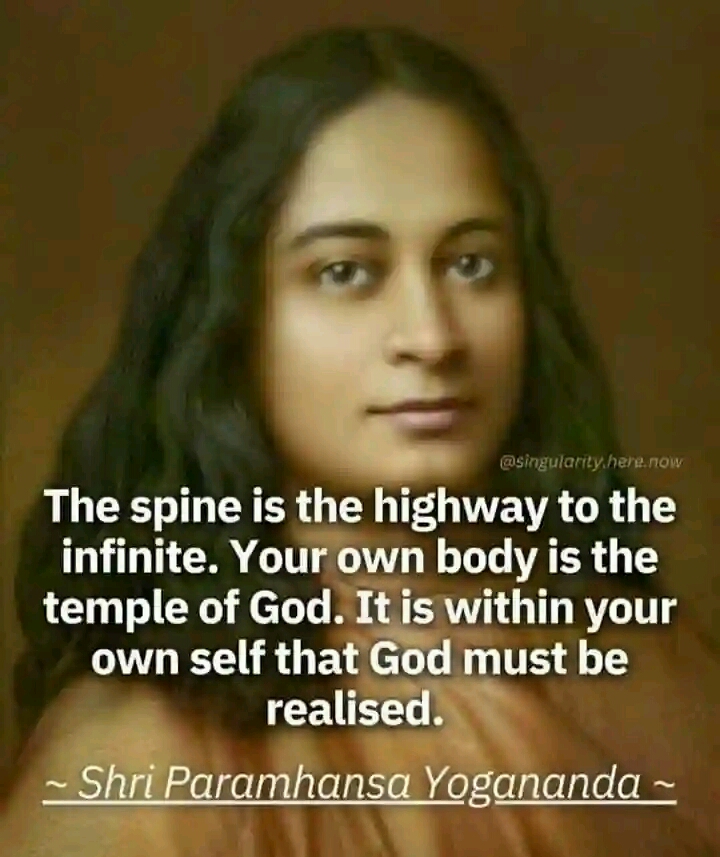 @singularity.here.now
The spine is the highway to the
infinite. Your own body is the
temple of God. It is within your
own self that God must be
realised.
~ Shri Paramhansa Yogananda ~